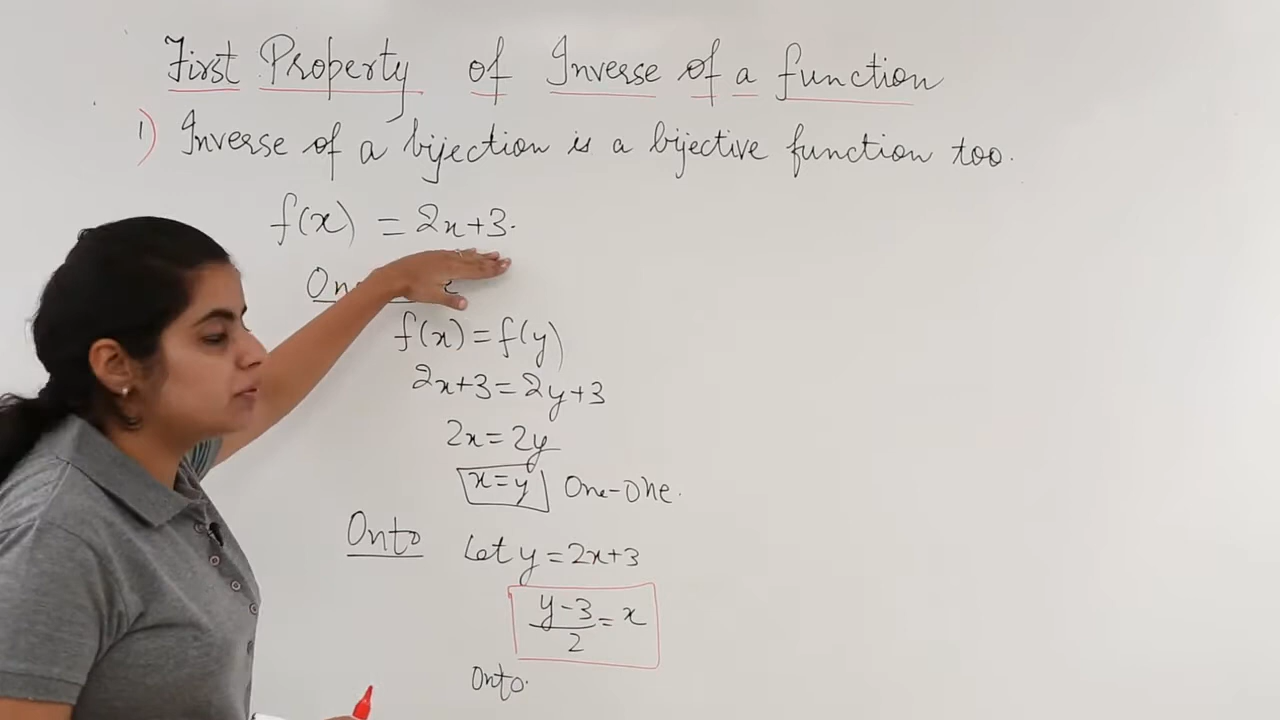 First Property of Inverse of a function
1) Inverse of a bijection is a bijective function too.
f(x) = 2x+3.
f(x) = f(y)
2x+3 = 2y+3
2x = 2y
x = y One-One.
Onto Let y = 2x+3
y-3/2 = x
Onto.